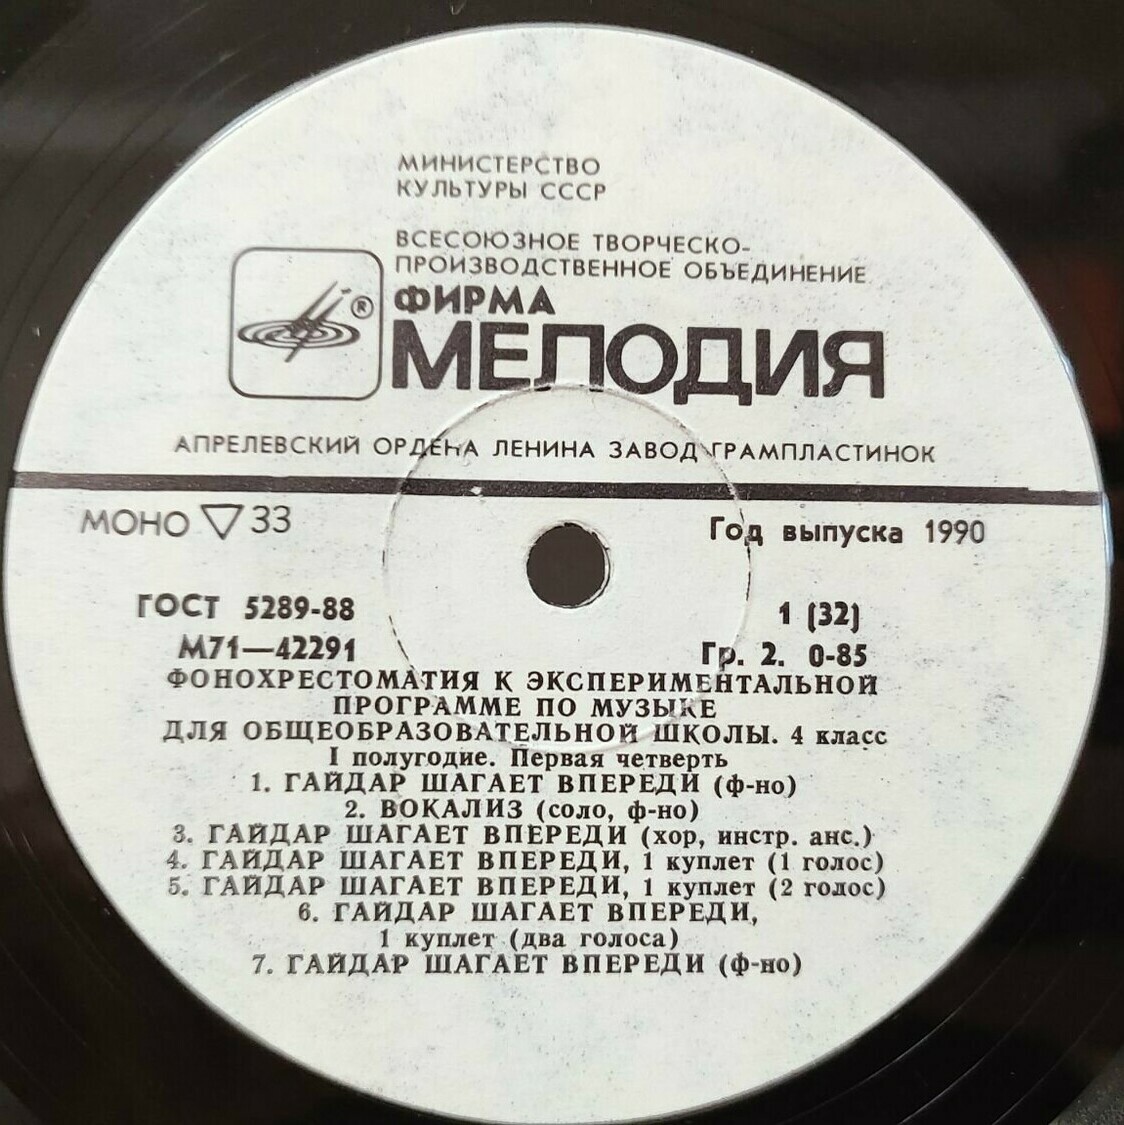 МИНИСТЕРСТВО
КУЛЬТУРЫ СССР
ВСЕСОЮЗНОЕ ТВОРЧЕСКО-
ПРОИЗВОДСТВЕННОЕ ОБЪЕДИНЕНИЕ
ФИРМА
®
МЕЛОДИЯ
АПРЕЛЕВСКИЙ ОРДЕНА ЛЕНИНА ЗАВОД ГРАМПЛАСТИНОК
МОНО ▽ 33
Год выпуска 1990
ГОСТ 5289-88
1 (32)
М71—42291
Гр. 2. 0-85
ФОНОХРЕСТОМАТИЯ К ЭКСПЕРИМЕНТАЛЬНОЙ
ПРОГРАММЕ ПО МУЗЫКЕ
ДЛЯ ОБЩЕОБРАЗОВАТЕЛЬНОЙ ШКОЛЫ. 4 класс
I полугодие. Первая четверть
1. ГАЙДАР ШАГАЕТ ВПЕРЕДИ (ф-но)
2. ВОКАЛИЗ (соло, ф-но)
3. ГАЙДАР ШАГАЕТ ВПЕРЕДИ (хор, инстр. анс.)
4. ГАЙДАР ШАГАЕТ ВПЕРЕДИ, 1 куплет (1 голос)
5. ГАЙДАР ШАГАЕТ ВПЕРЕДИ, 1 куплет (2 голос)
6. ГАЙДАР ШАГАЕТ ВПЕРЕДИ,
1 куплет (два голоса)
7. ГАЙДАР ШАГАЕТ ВПЕРЕДИ (ф-но)